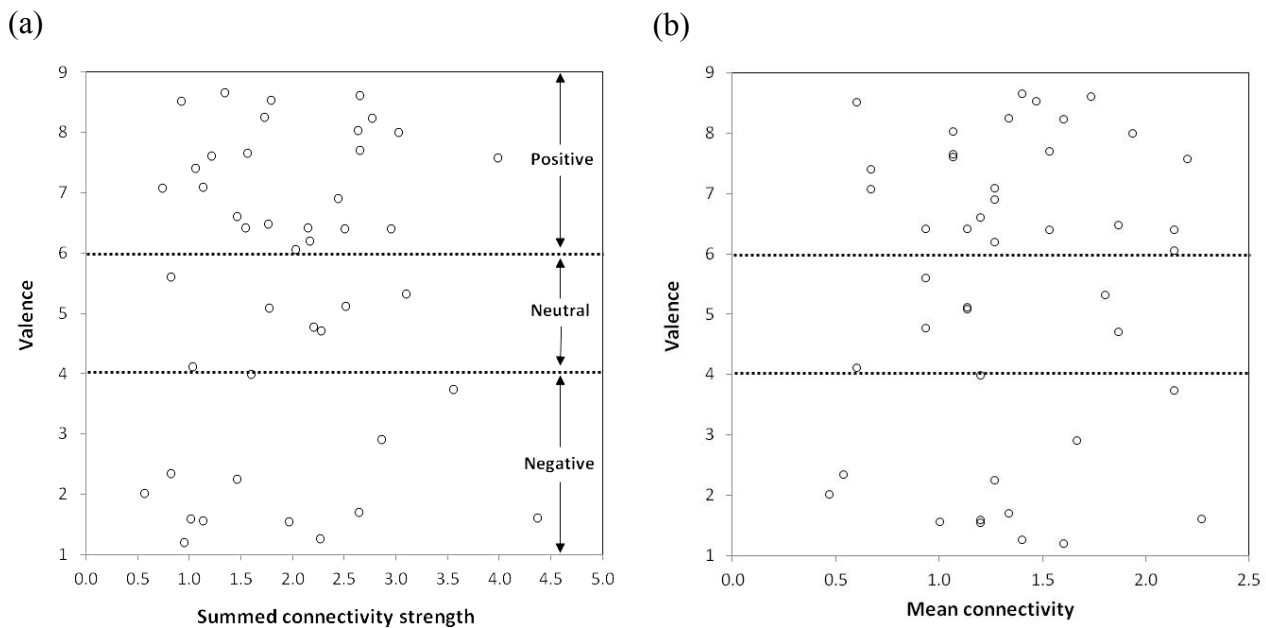 (a)
9
8
7
6
5
4
3
2
1
Valence
Positive
Neutral
Negative
0.0 0.5 1.0 1.5 2.0 2.5 3.0 3.5 4.0 4.5 5.0
Summed connectivity strength
(b)
9
8
7
6
5
4
3
2
1
Valence
0.0 0.5 1.0 1.5 2.0 2.5
Mean connectivity